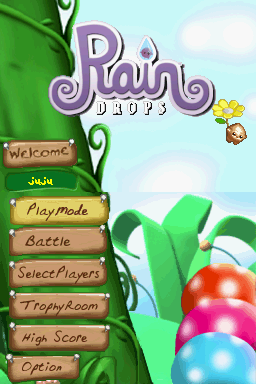 Rain
DROPS
Welcome
juju
PlayMode
Battle
SelectPlayers
TrophyRoom
High Score
Option